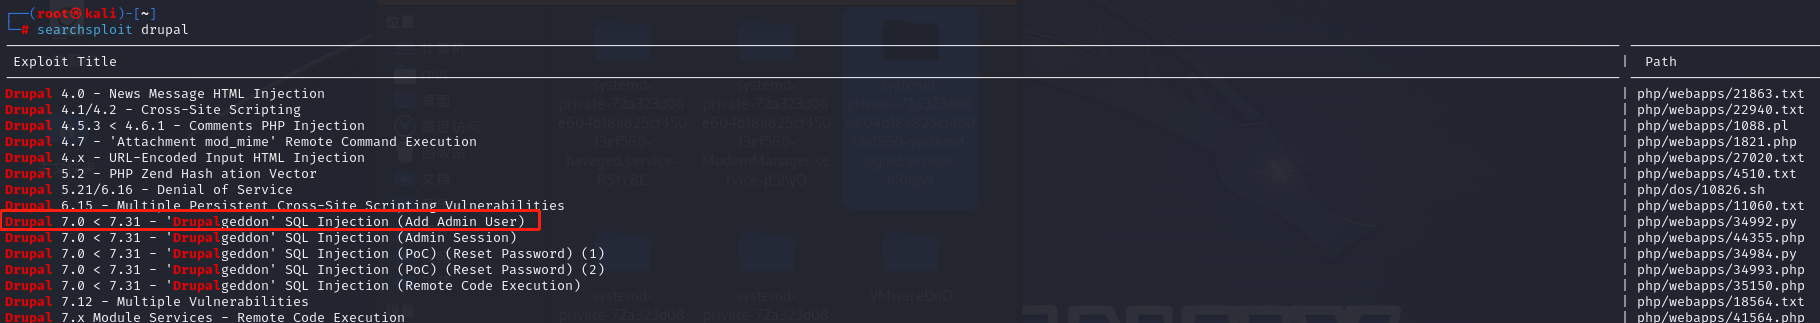 ┌──(root㉿kali)-[~]
└─# searchsploit drupal
Exploit Title | Path
Drupal 4.0 - News Message HTML Injection | php/webapps/21863.txt
Drupal 4.1/4.2 - Cross-Site Scripting | php/webapps/22940.txt
Drupal 4.5.3 < 4.6.1 - Comments PHP Injection | php/webapps/1088.pl
Drupal 4.7 - 'Attachment mod_mime' Remote Command Execution | php/webapps/1821.php
Drupal 4.x - URL-Encoded Input HTML Injection | php/webapps/27020.txt
Drupal 5.2 - PHP Zend Hash ation Vector | php/webapps/4510.txt
Drupal 5.21/6.16 - Denial of Service | php/dos/10826.sh
Drupal 6.15 - Multiple Persistent Cross-Site Scripting Vulnerabilities | php/webapps/11060.txt
Drupal 7.0 < 7.31 - 'Drupalgeddon' SQL Injection (Add Admin User) | php/webapps/34992.py
Drupal 7.0 < 7.31 - 'Drupalgeddon' SQL Injection (Admin Session) | php/webapps/44355.php
Drupal 7.0 < 7.31 - 'Drupalgeddon' SQL Injection (PoC) (Reset Password) (1) | php/webapps/34984.py
Drupal 7.0 < 7.31 - 'Drupalgeddon' SQL Injection (PoC) (Reset Password) (2) | php/webapps/34993.php
Drupal 7.0 < 7.31 - 'Drupalgeddon' SQL Injection (Remote Code Execution) | php/webapps/35150.php
Drupal 7.12 - Multiple Vulnerabilities | php/webapps/18564.txt
Drupal 7.x Module Services - Remote Code Execution | php/webapps/41564.php